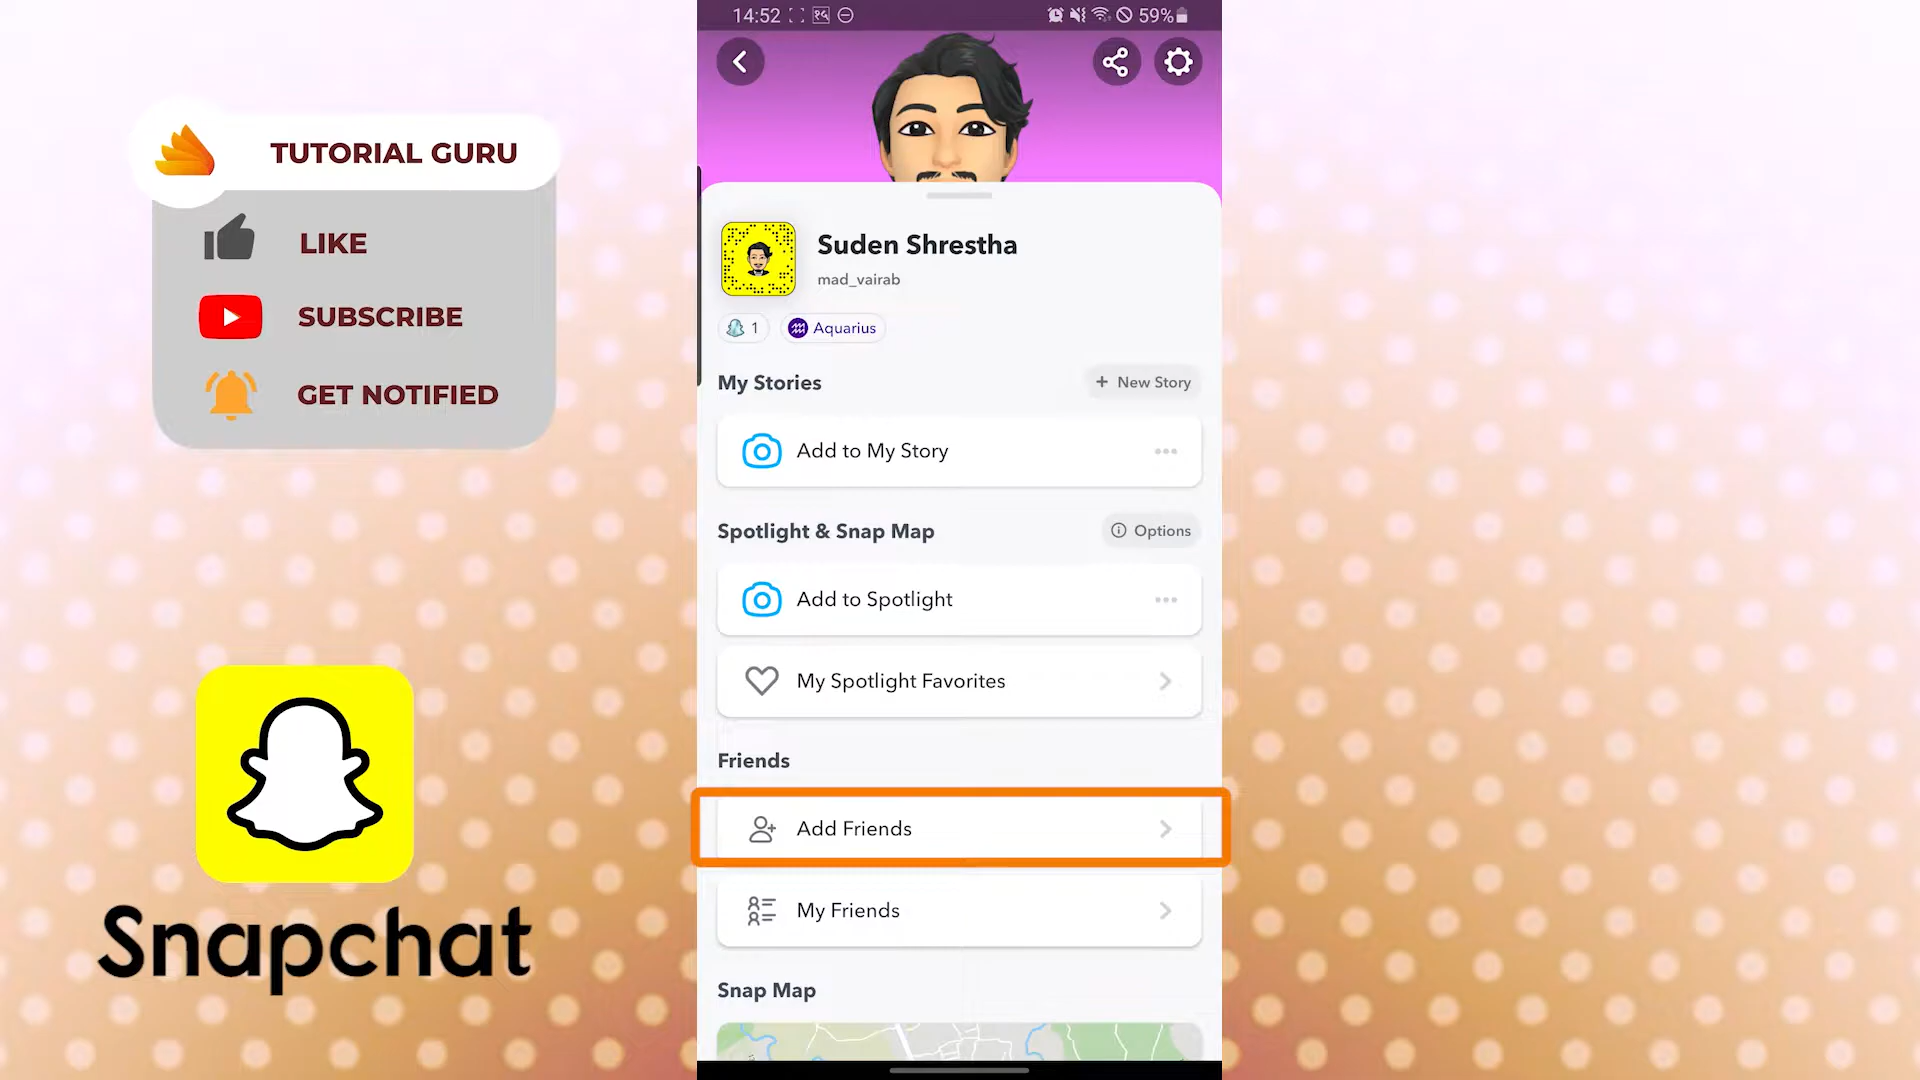 TUTORIAL GURU
LIKE
SUBSCRIBE
GET NOTIFIED
Snapchat
14:52
59%
Suden Shrestha
mad_vairab
1
Aquarius
My Stories
+ New Story
Add to My Story
Spotlight & Snap Map
Options
Add to Spotlight
My Spotlight Favorites
Friends
Add Friends
My Friends
Snap Map